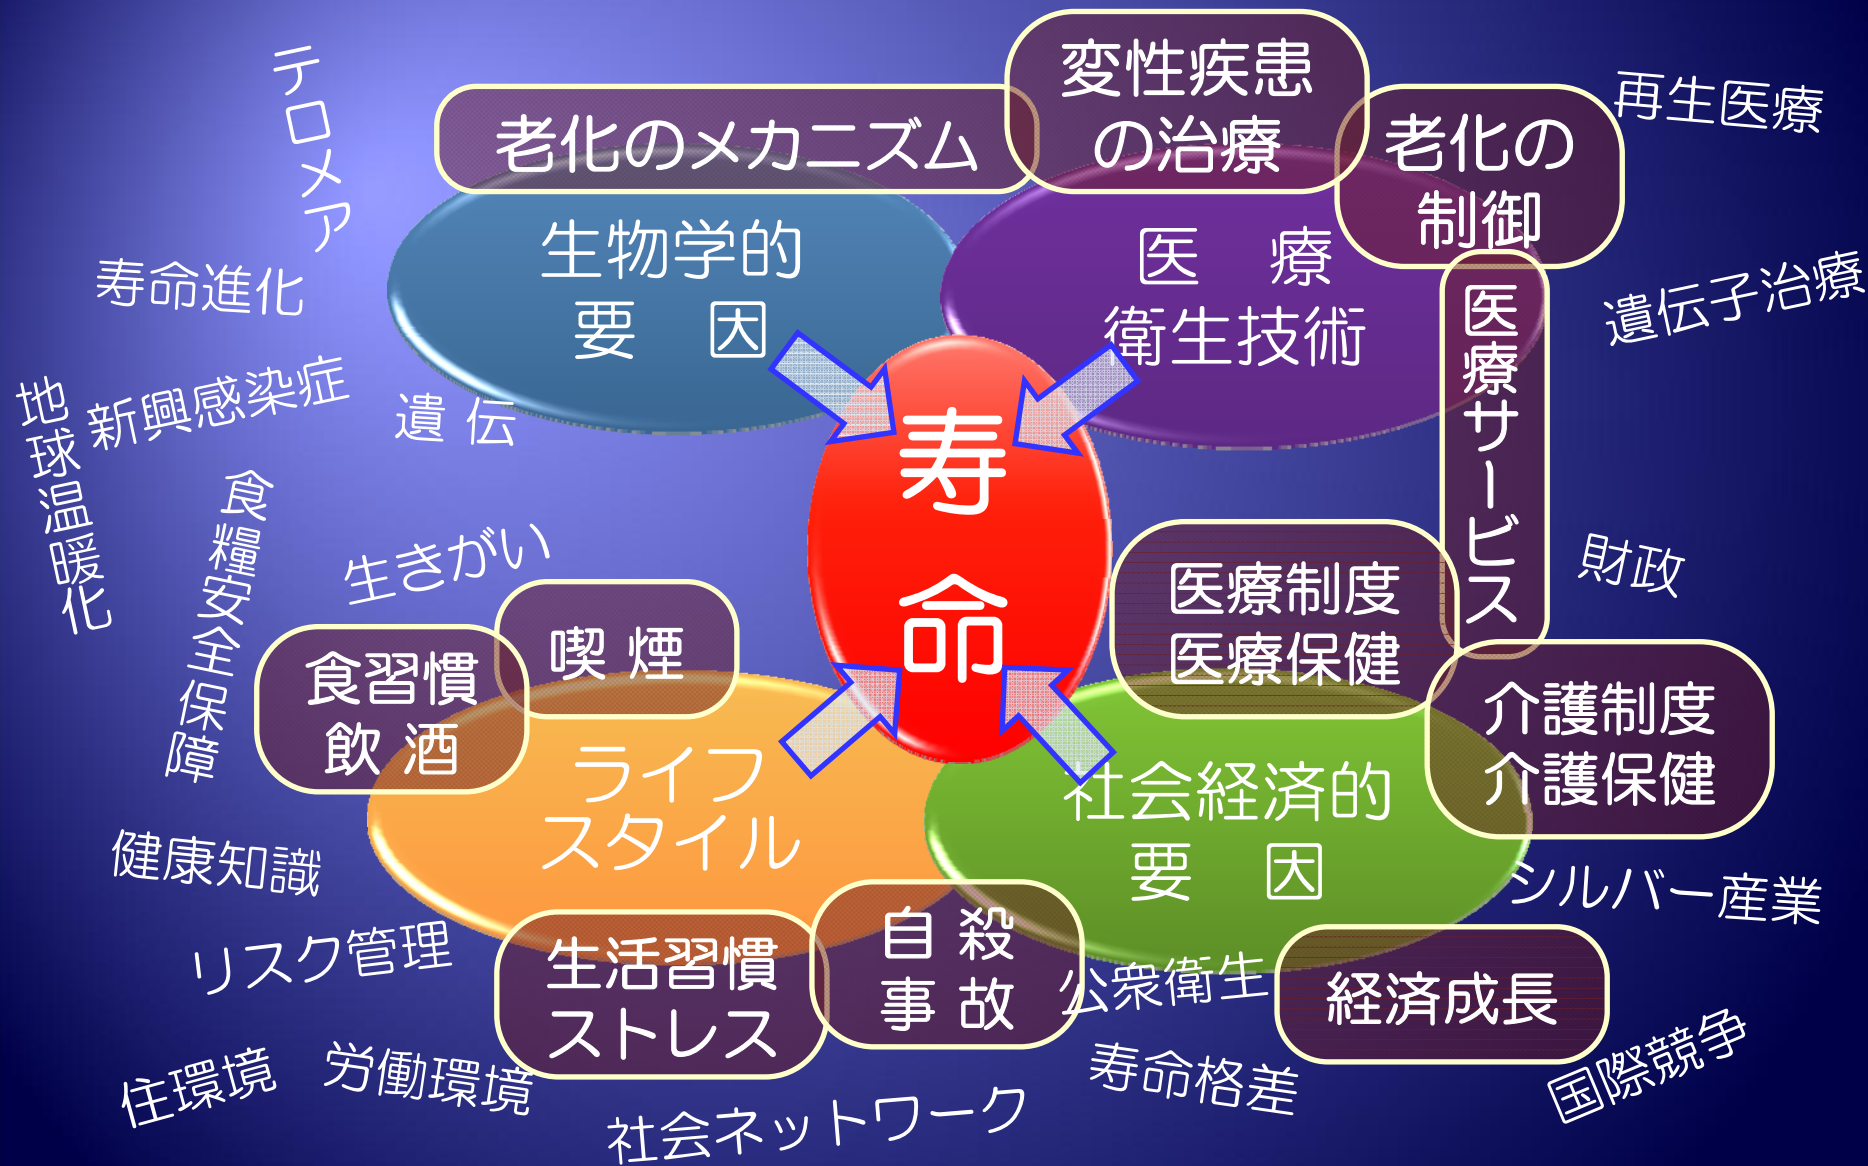 テロメア
変性疾患
の治療
老化のメカニズム
老化の
制御
再生医療
生物学的
要　因
医　療
衛生技術
寿命進化
遺伝子治療
医療サービス
新興感染症
遺 伝
地球温暖化
寿
命
食糧安全保障
生きがい
財政
医療制度
医療保健
喫 煙
食習慣
飲 酒
介護制度
介護保健
ライフ
スタイル
社会経済的
要　因
健康知識
シルバー産業
リスク管理
生活習慣
ストレス
自 殺
事 故
公衆衛生
経済成長
住環境
労働環境
寿命格差
国際競争
社会ネットワーク